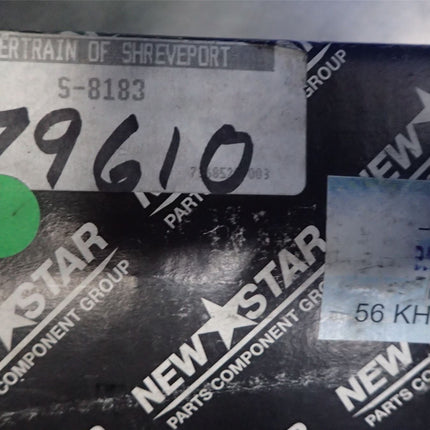 ERTRAIN OF SHREVEPORT
S-8183
79610
NEW STAR
PARTS COMPONENT GROUP
STAR
COMPONENT GROUP
NEW STAR
PARTS COMPONENT GROUP
NEW
PARTS
56 KH